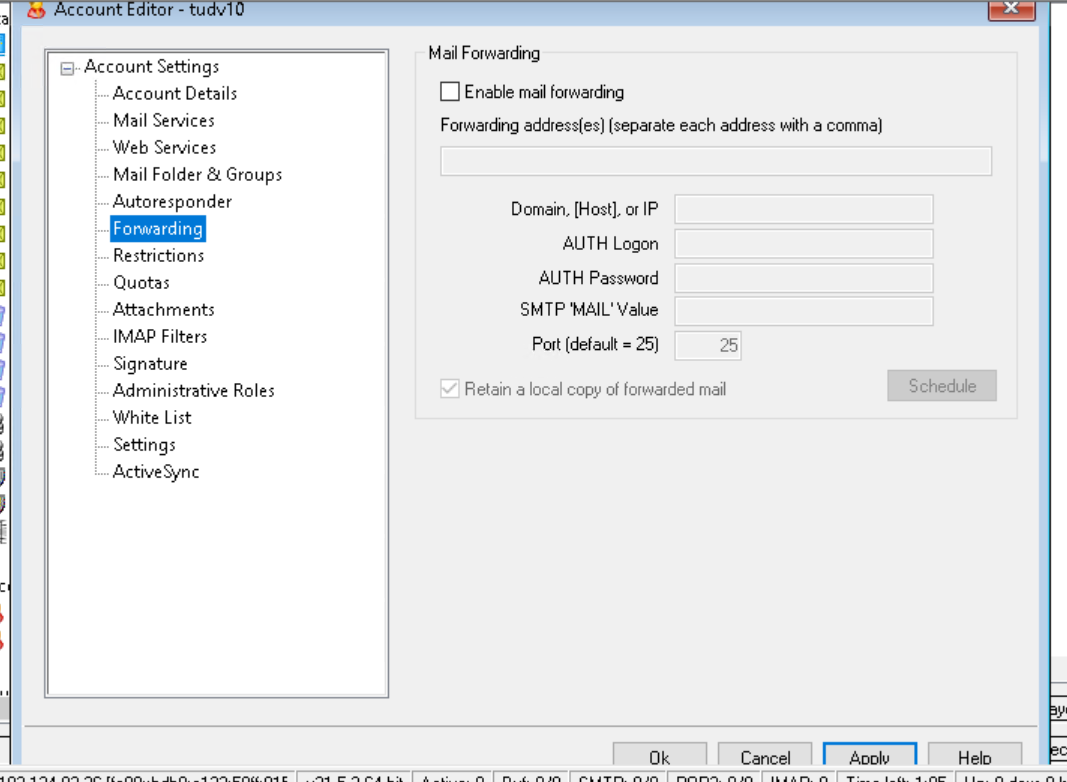 Account Editor - tudv10
Account Settings
Account Details
Mail Services
Web Services
Mail Folder & Groups
Autoresponder
Forwarding
Restrictions
Quotas
Attachments
IMAP Filters
Signature
Administrative Roles
White List
Settings
ActiveSync
Mail Forwarding
Enable mail forwarding
Forwarding address(es) (separate each address with a comma)
Domain, [Host], or IP
AUTH Logon
AUTH Password
SMTP 'MAIL' Value
Port (default = 25)
25
Retain a local copy of forwarded mail
Schedule
Ok
Cancel
Apply
Help